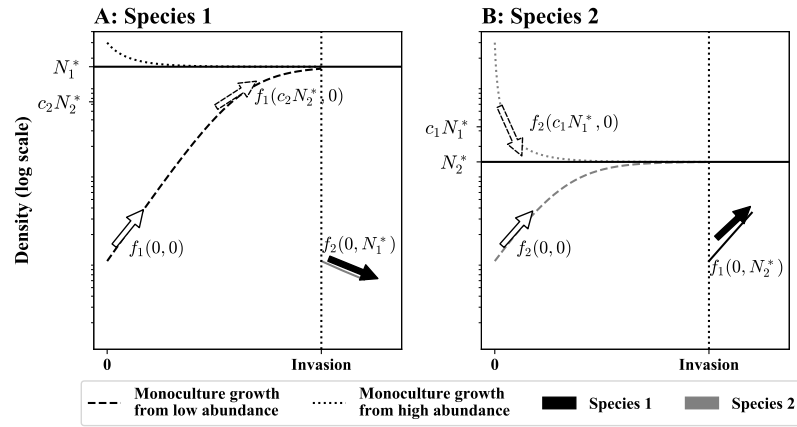 A: Species 1
B: Species 2
Density (log scale)
N₁*
c₂N₂*
f₁(c₂N₂*, 0)
f₁(0, 0)
f₂(0, N₁*)
0
Invasion
c₁N₁*
N₂*
f₂(c₁N₁*, 0)
f₂(0, 0)
f₁(0, N₂*)
0
Invasion
Monoculture growth
from low abundance
Monoculture growth
from high abundance
Species 1
Species 2